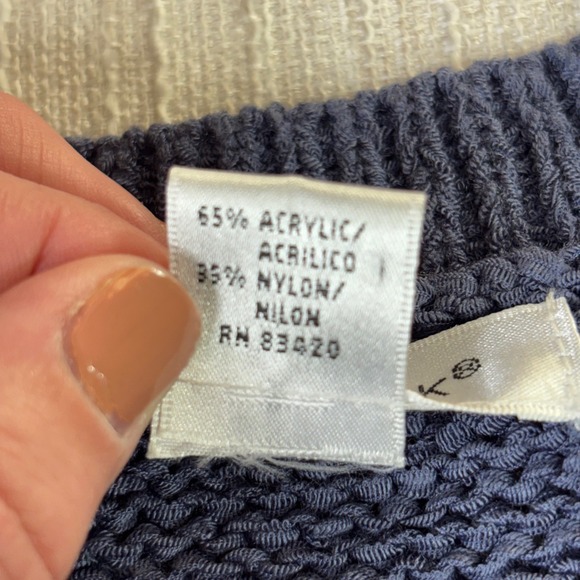 65% ACRYLIC/
ACRILICO
35% NYLON/
NILON
RN 83420